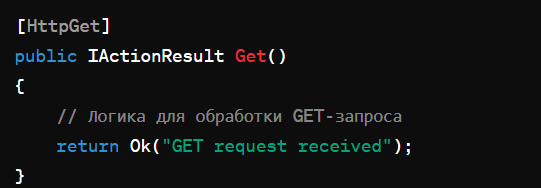 [HttpGet]
public IActionResult Get()
{
    // Логика для обработки GET-запроса
    return Ok("GET request received");
}